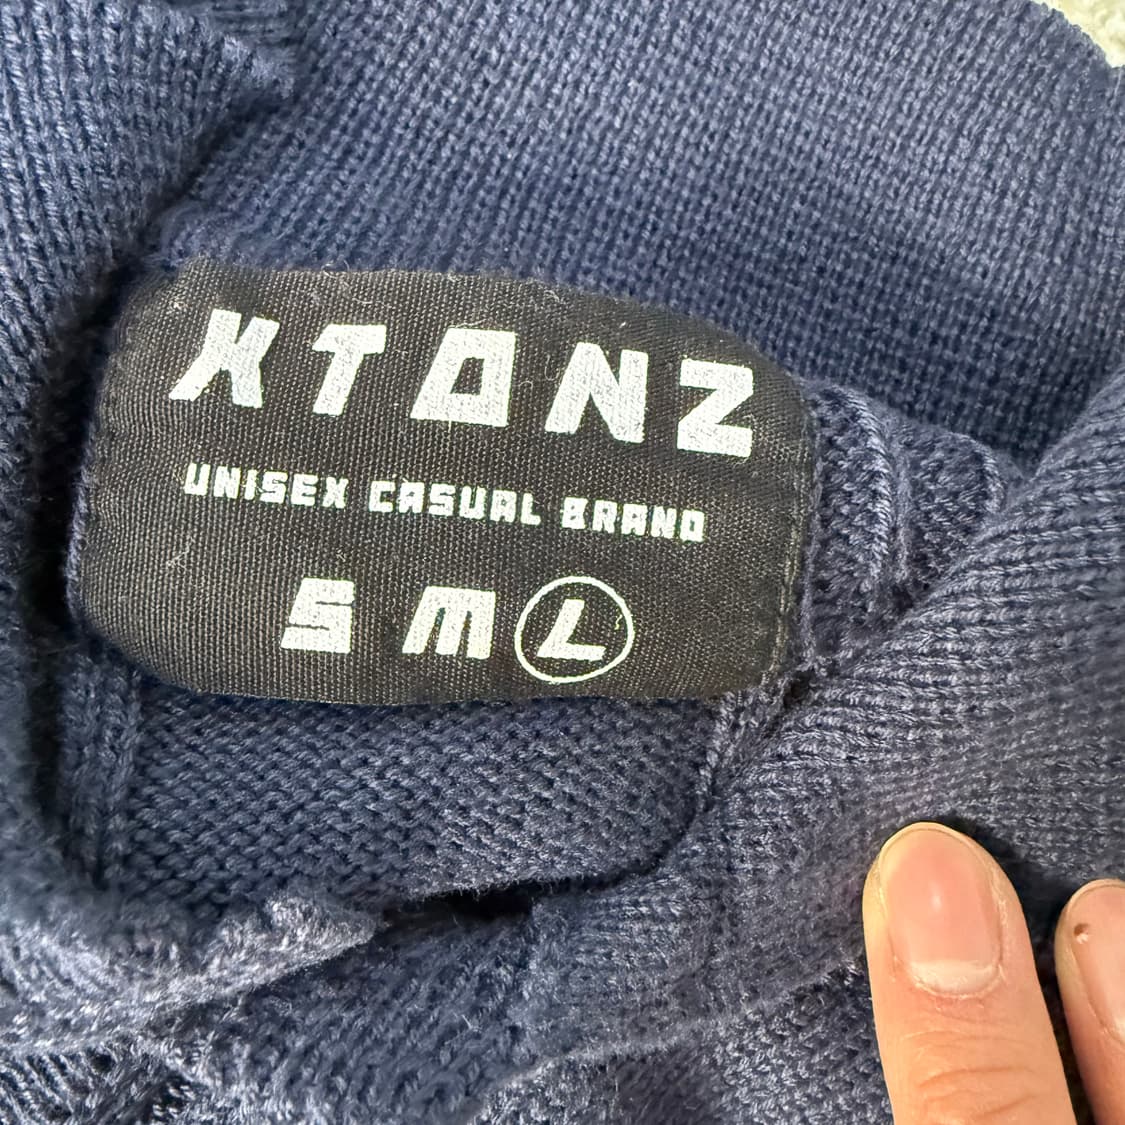 XTONZ
UNISEX CASUAL BRAND
S M L